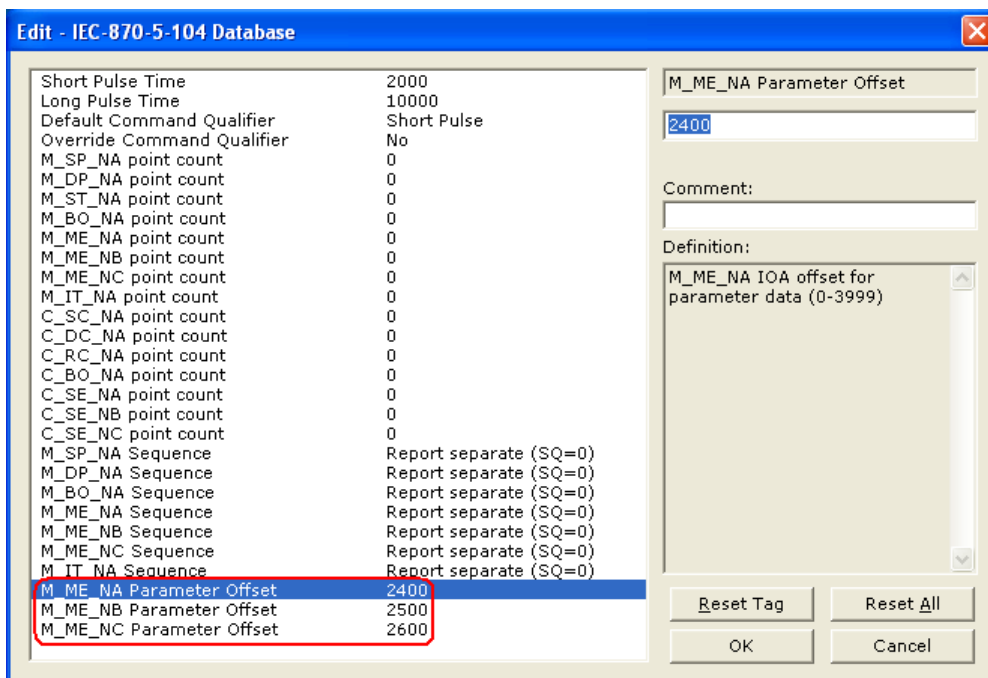 Edit - IEC-870-5-104 Database
Short Pulse Time 2000
Long Pulse Time 10000
Default Command Qualifier Short Pulse
Override Command Qualifier No
M_SP_NA point count 0
M_DP_NA point count 0
M_ST_NA point count 0
M_BO_NA point count 0
M_ME_NA point count 0
M_ME_NB point count 0
M_ME_NC point count 0
M_IT_NA point count 0
C_SC_NA point count 0
C_DC_NA point count 0
C_RC_NA point count 0
C_BO_NA point count 0
C_SE_NA point count 0
C_SE_NB point count 0
C_SE_NC point count 0
M_SP_NA Sequence Report separate (SQ=0)
M_DP_NA Sequence Report separate (SQ=0)
M_BO_NA Sequence Report separate (SQ=0)
M_ME_NA Sequence Report separate (SQ=0)
M_ME_NB Sequence Report separate (SQ=0)
M_ME_NC Sequence Report separate (SQ=0)
M_IT_NA Sequence Report separate (SQ=0)
M_ME_NA Parameter Offset 2400
M_ME_NB Parameter Offset 2500
M_ME_NC Parameter Offset 2600
M_ME_NA Parameter Offset
2400
Comment:
Definition:
M_ME_NA IOA offset for
parameter data (0-3999)
Reset Tag Reset All
OK Cancel